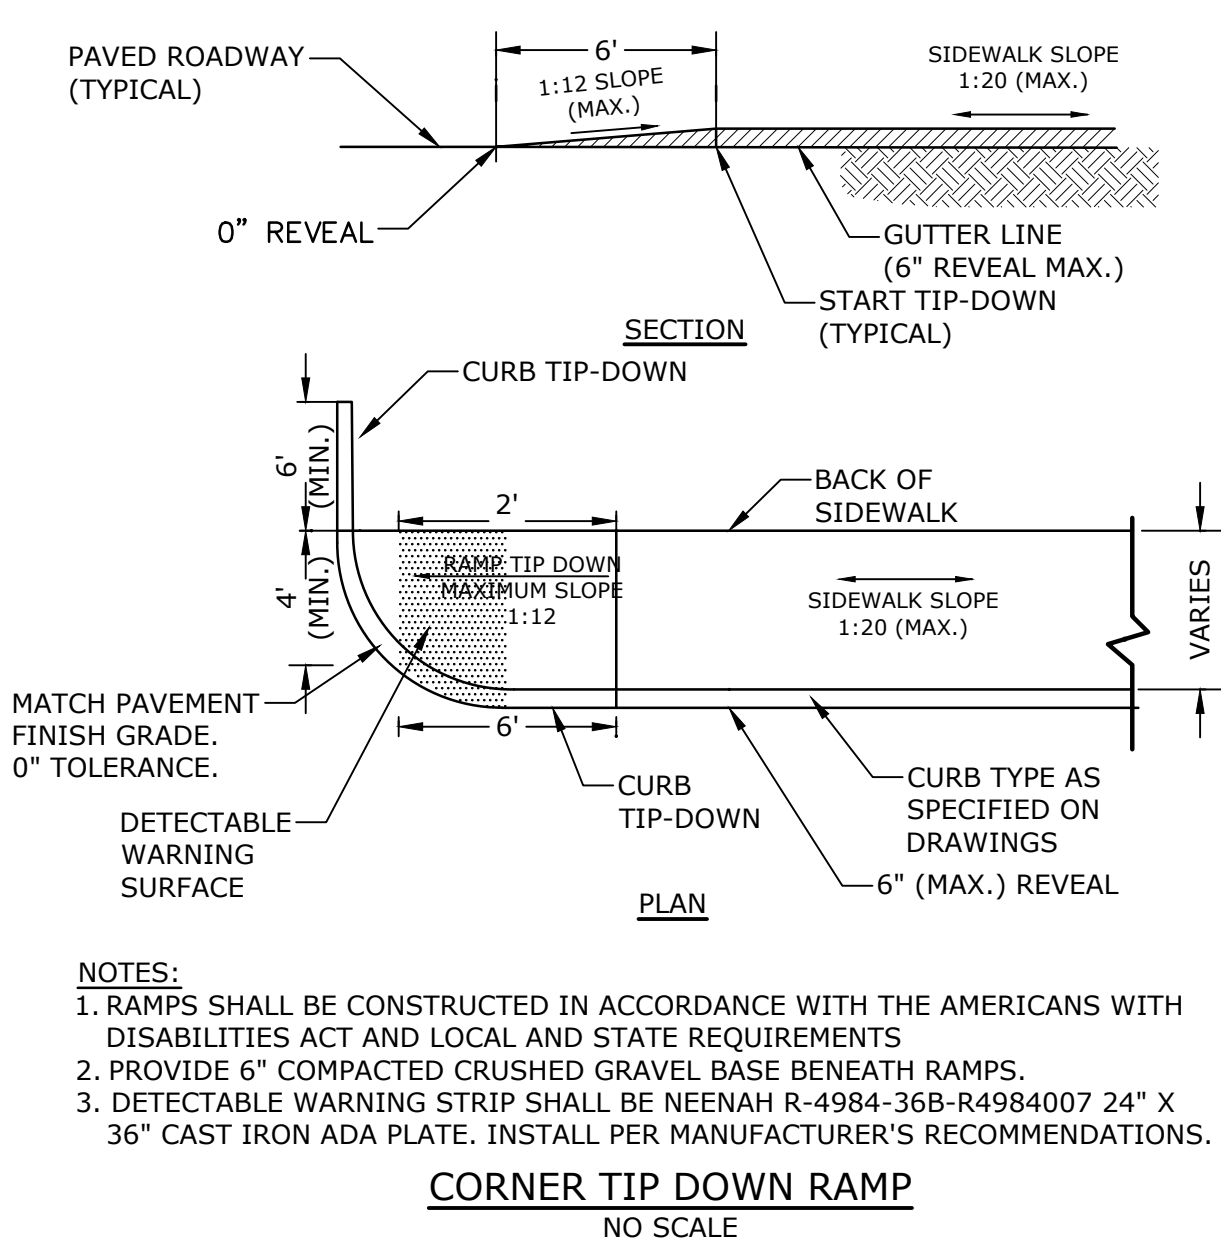 PAVED ROADWAY
(TYPICAL)
6'
1:12 SLOPE
(MAX.)
SIDEWALK SLOPE
1:20 (MAX.)
0” REVEAL
GUTTER LINE
(6" REVEAL MAX.)
START TIP-DOWN
(TYPICAL)
SECTION
CURB TIP-DOWN
6'
(MIN.)
2'
BACK OF
SIDEWALK
4'
(MIN.)
RAMP TIP DOWN
MAXIMUM SLOPE
1:12
SIDEWALK SLOPE
1:20 (MAX.)
VARIES
MATCH PAVEMENT
FINISH GRADE.
0" TOLERANCE.
6'
CURB
TIP-DOWN
CURB TYPE AS
SPECIFIED ON
DRAWINGS
DETECTABLE
WARNING
SURFACE
6" (MAX.) REVEAL
PLAN
NOTES:
1. RAMPS SHALL BE CONSTRUCTED IN ACCORDANCE WITH THE AMERICANS WITH
DISABILITIES ACT AND LOCAL AND STATE REQUIREMENTS
2. PROVIDE 6" COMPACTED CRUSHED GRAVEL BASE BENEATH RAMPS.
3. DETECTABLE WARNING STRIP SHALL BE NEENAH R-4984-36B-R4984007 24" X
36" CAST IRON ADA PLATE. INSTALL PER MANUFACTURER'S RECOMMENDATIONS.
CORNER TIP DOWN RAMP
NO SCALE